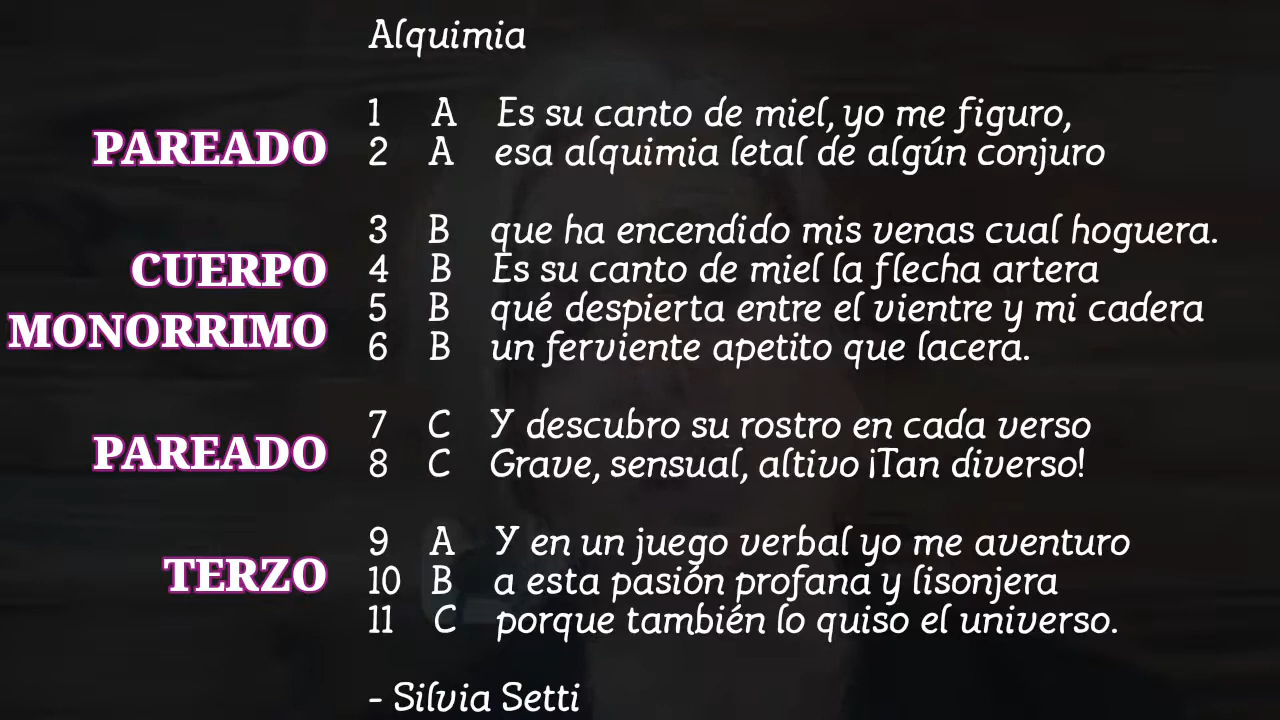 Alquimia
PAREADO
1 A Es su canto de miel, yo me figuro,
2 A esa alquimia letal de algún conjuro
CUERPO
MONORRIMO
3 B que ha encendido mis venas cual hoguera.
4 B Es su canto de miel la flecha artera
5 B qué despierta entre el vientre y mi cadera
6 B un ferviente apetito que lacera.
PAREADO
7 C Y descubro su rostro en cada verso
8 C Grave, sensual, altivo ¡Tan diverso!
TERZO
9 A Y en un juego verbal yo me aventuro
10 B a esta pasión profana y lisonjera
11 C porque también lo quiso el universo.
- Silvia Setti